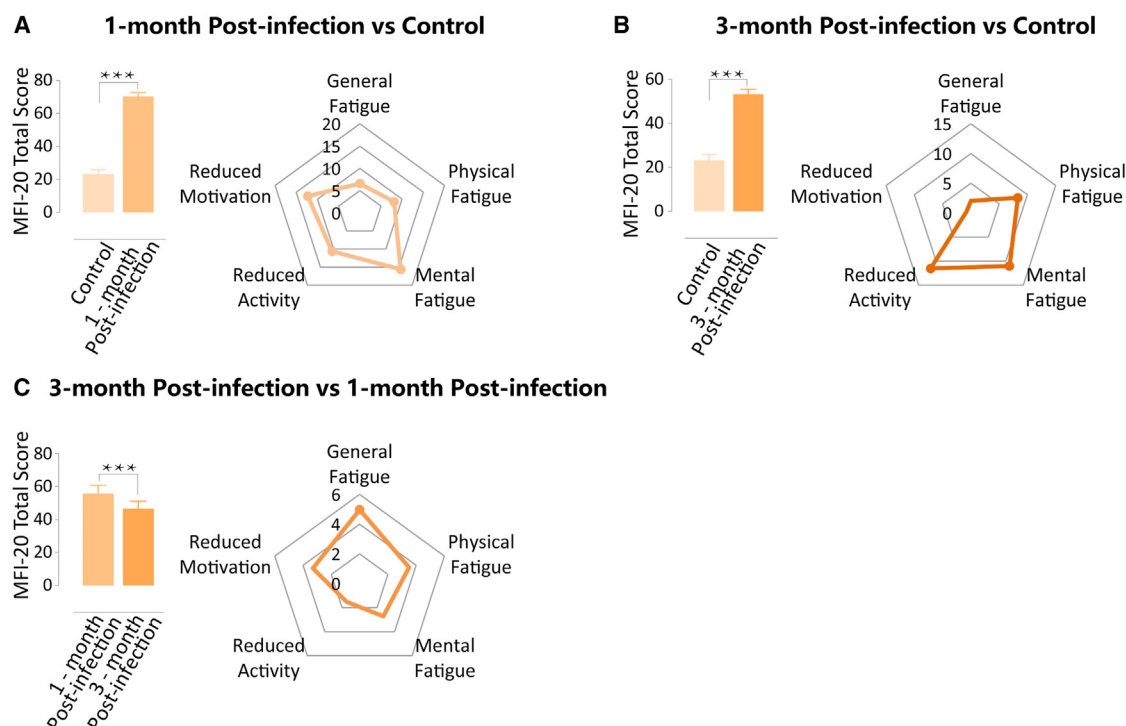 A 1-month Post-infection vs Control
MFI-20 Total Score
80
60
40
20
0
***
Control
1 - month
Post-infection
General
Fatigue
Physical
Fatigue
Mental
Fatigue
Reduced
Activity
Reduced
Motivation
20
15
10
5
0
B 3-month Post-infection vs Control
MFI-20 Total Score
60
40
20
0
***
Control
3 - month
Post-infection
General
Fatigue
Physical
Fatigue
Mental
Fatigue
Reduced
Activity
Reduced
Motivation
15
10
5
0
C 3-month Post-infection vs 1-month Post-infection
MFI-20 Total Score
80
60
40
20
0
***
1 - month
Post-infection
3 - month
Post-infection
General
Fatigue
Physical
Fatigue
Mental
Fatigue
Reduced
Activity
Reduced
Motivation
6
4
2
0